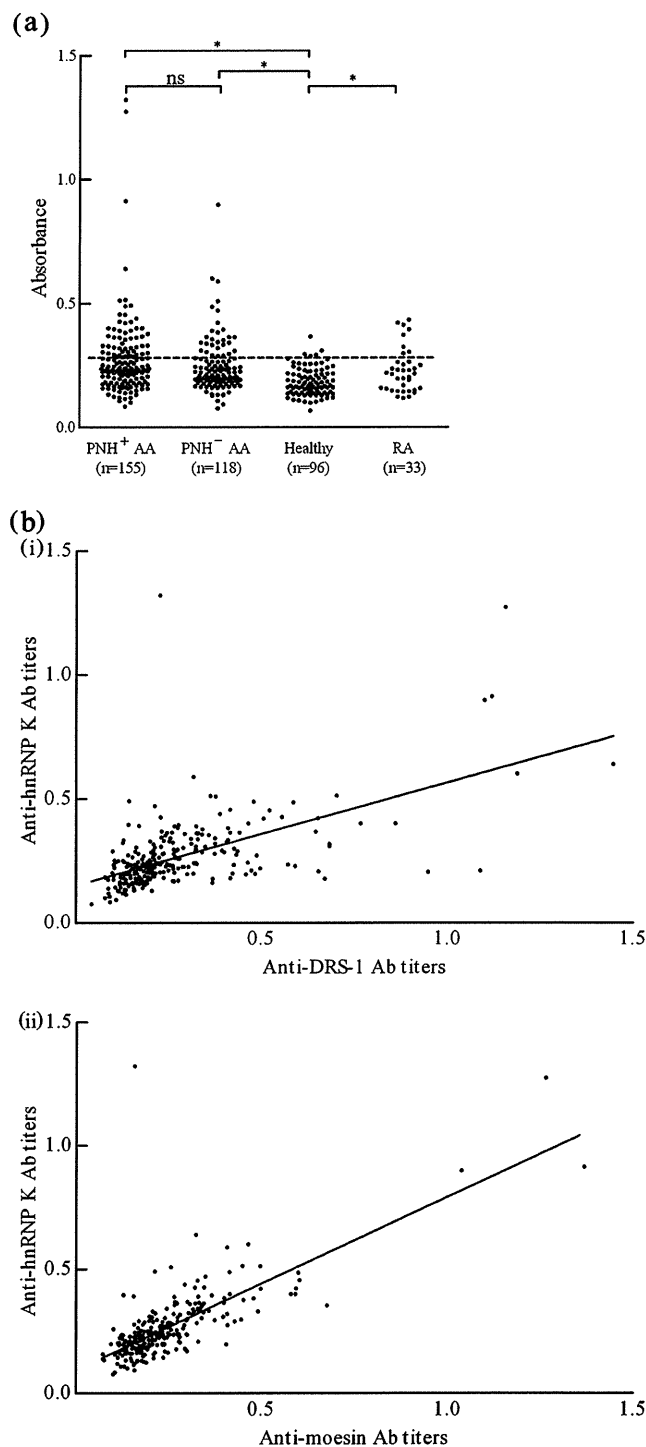 (a)
1.5
*
ns
*
*
1.0
0.5
0.0
Absorbance
PNH+ AA
(n=155)
PNH− AA
(n=118)
Healthy
(n=96)
RA
(n=33)
(b)
(i)
1.5
1.0
0.5
0.0
Anti-hnRNP K Ab titers
0.5
1.0
1.5
Anti-DRS-1 Ab titers
(ii)
1.5
1.0
0.5
0.0
Anti-hnRNP K Ab titers
0.5
1.0
1.5
Anti-moesin Ab titers